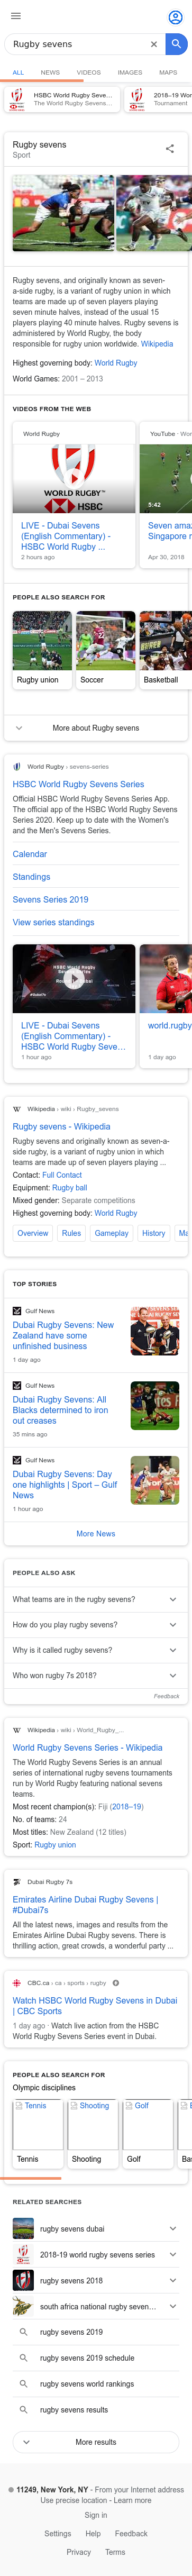 Rugby sevens
ALL NEWS VIDEOS IMAGES MAPS
HSBC World Rugby Seve...
The World Rugby Sevens...
2018–19 Wor
Tournament
Rugby sevens
Sport
Rugby sevens, and originally known as seven-
a-side rugby, is a variant of rugby union in which
teams are made up of seven players playing
seven minute halves, instead of the usual 15
players playing 40 minute halves. Rugby sevens is
administered by World Rugby, the body
responsible for rugby union worldwide. Wikipedia
Highest governing body: World Rugby
World Games: 2001 – 2013
VIDEOS FROM THE WEB
World Rugby
WORLD RUGBY
HSBC
LIVE - Dubai Sevens
(English Commentary) -
HSBC World Rugby ...
2 hours ago
YouTube · Wor
5:42
Seven amaz
Singapore r
Apr 30, 2018
PEOPLE ALSO SEARCH FOR
Rugby union
Soccer
Basketball
More about Rugby sevens
World Rugby › sevens-series
HSBC World Rugby Sevens Series
Official HSBC World Rugby Sevens Series App.
The official app of the HSBC World Rugby Sevens
Series 2020. Keep up to date with the Women's
and the Men's Sevens Series.
Calendar
Standings
Sevens Series 2019
View series standings
LIVE - Dubai Sevens
(English Commentary) -
HSBC World Rugby Seve...
1 hour ago
world.rugby
1 day ago
Wikipedia › wiki › Rugby_sevens
Rugby sevens - Wikipedia
Rugby sevens and originally known as seven-a-
side rugby, is a variant of rugby union in which
teams are made up of seven players playing ...
Contact: Full Contact
Equipment: Rugby ball
Mixed gender: Separate competitions
Highest governing body: World Rugby
Overview Rules Gameplay History Ma
TOP STORIES
Gulf News
Dubai Rugby Sevens: New
Zealand have some
unfinished business
1 day ago
Gulf News
Dubai Rugby Sevens: All
Blacks determined to iron
out creases
35 mins ago
Gulf News
Dubai Rugby Sevens: Day
one highlights | Sport – Gulf
News
1 hour ago
More News
PEOPLE ALSO ASK
What teams are in the rugby sevens?
How do you play rugby sevens?
Why is it called rugby sevens?
Who won rugby 7s 2018?
Feedback
Wikipedia › wiki › World_Rugby_...
World Rugby Sevens Series - Wikipedia
The World Rugby Sevens Series is an annual
series of international rugby sevens tournaments
run by World Rugby featuring national sevens
teams.
Most recent champion(s): Fiji (2018–19)
No. of teams: 24
Most titles: New Zealand (12 titles)
Sport: Rugby union
Dubai Rugby 7s
Emirates Airline Dubai Rugby Sevens |
#Dubai7s
All the latest news, images and results from the
Emirates Airline Dubai Rugby Sevens. There is
thrilling action, great crowds, a wonderful party ...
CBC.ca › ca › sports › rugby
Watch HSBC World Rugby Sevens in Dubai
| CBC Sports
1 day ago · Watch live action from the HSBC
World Rugby Sevens Series event in Dubai.
PEOPLE ALSO SEARCH FOR
Olympic disciplines
Tennis
Shooting
Golf
Tennis
Shooting
Golf
Bas
RELATED SEARCHES
rugby sevens dubai
2018-19 world rugby sevens series
rugby sevens 2018
south africa national rugby seven...
rugby sevens 2019
rugby sevens 2019 schedule
rugby sevens world rankings
rugby sevens results
More results
11249, New York, NY - From your Internet address
Use precise location - Learn more
Sign in
Settings Help Feedback
Privacy Terms